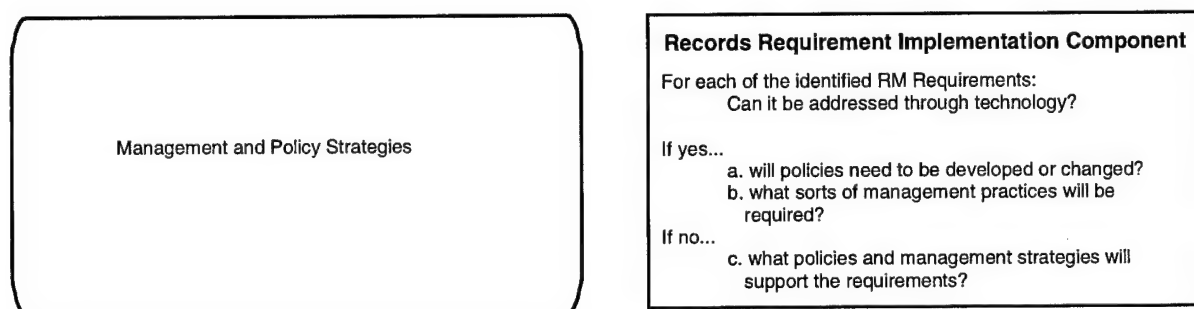 Management and Policy Strategies
Records Requirement Implementation Component
For each of the identified RM Requirements:
Can it be addressed through technology?
If yes...
a. will policies need to be developed or changed?
b. what sorts of management practices will be
required?
If no...
c. what policies and management strategies will
support the requirements?